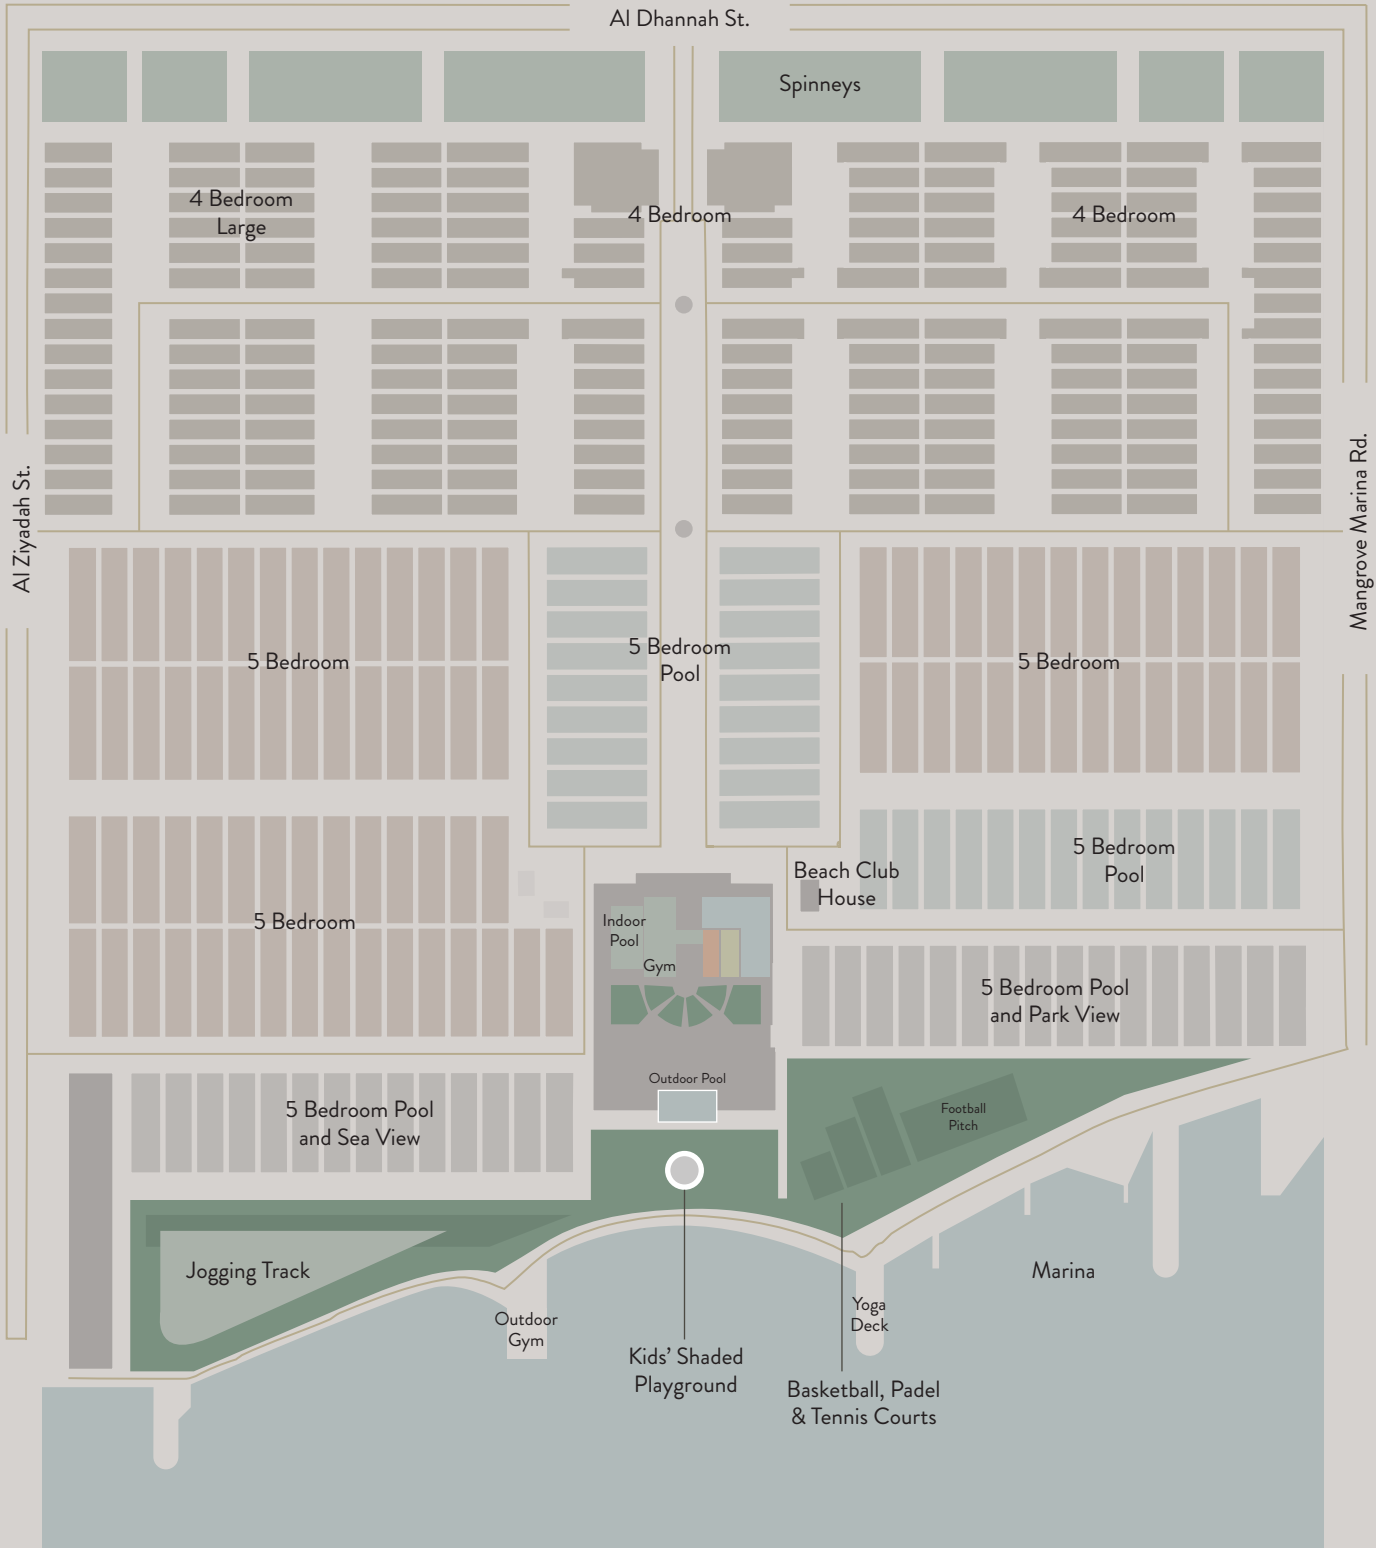 Al Dhannah St.
Spinneys
4 Bedroom
Large
4 Bedroom
4 Bedroom
Al Ziyadah St.
Mangrove Marina Rd.
5 Bedroom
5 Bedroom
Pool
5 Bedroom
5 Bedroom
Pool
Beach Club
House
5 Bedroom
Indoor
Pool
Gym
5 Bedroom Pool
and Park View
Outdoor Pool
5 Bedroom Pool
and Sea View
Football
Pitch
Jogging Track
Marina
Outdoor
Gym
Yoga
Deck
Kids’ Shaded
Playground
Basketball, Padel
& Tennis Courts